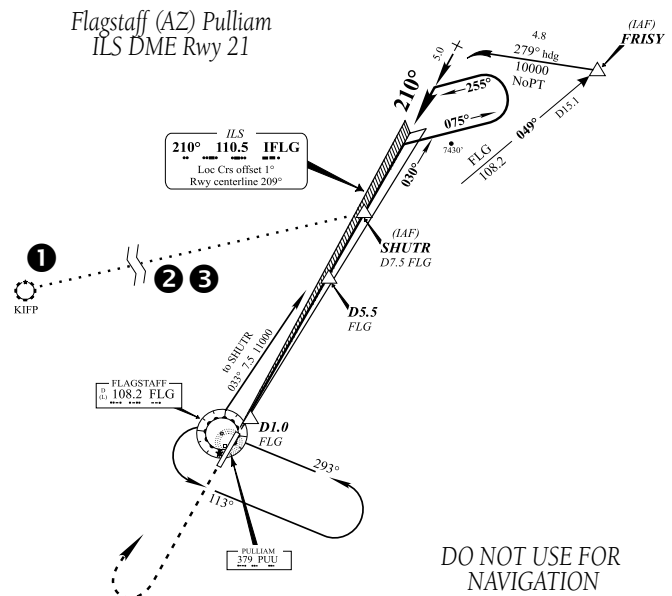 Flagstaff (AZ) Pulliam
ILS DME Rwy 21
(IAF)
FRISY
4.8
279° hdg
10000
NoPT
5.0
210°
255°
075°
049°
D15.1
FLG
108.2
7430'
030°
ILS
210° 110.5 IFLG
Loc Crs offset 1°
Rwy centerline 209°
(IAF)
SHUTR
D7.5 FLG
1
2 3
KIFP
D5.5
FLG
to SHUTR
033° 7.5 11000
FLAGSTAFF
D
(L) 108.2 FLG
D1.0
FLG
293°
113°
PULLIAM
379 PUU
DO NOT USE FOR
NAVIGATION